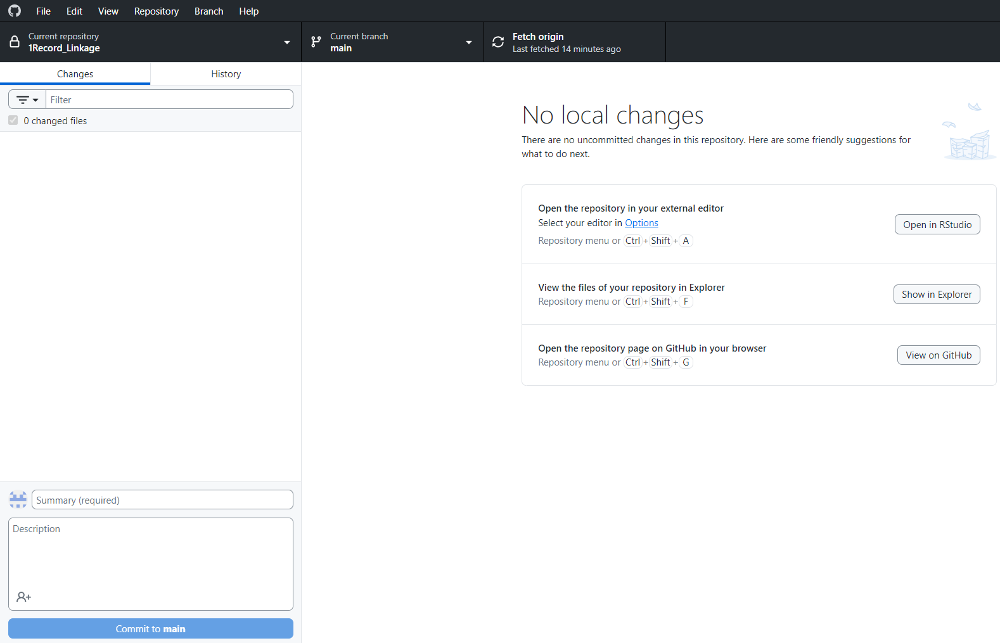 File Edit View Repository Branch Help
Current repository
1Record_Linkage
Current branch
main
Fetch origin
Last fetched 14 minutes ago
Changes
History
Filter
0 changed files
No local changes
There are no uncommitted changes in this repository. Here are some friendly suggestions for
what to do next.
Open the repository in your external editor
Select your editor in Options
Repository menu or Ctrl + Shift + A
Open in RStudio
View the files of your repository in Explorer
Repository menu or Ctrl + Shift + F
Show in Explorer
Open the repository page on GitHub in your browser
Repository menu or Ctrl + Shift + G
View on GitHub
Summary (required)
Description
Commit to main